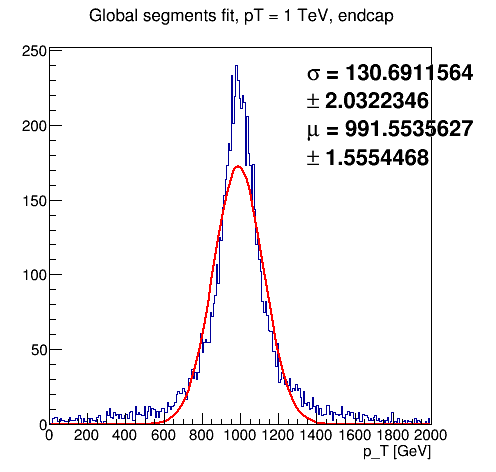 Global segments fit, pT = 1 TeV, endcap
σ = 130.6911564
± 2.0322346
μ = 991.5535627
± 1.5554468
250
200
150
100
50
0
0 200 400 600 800 1000 1200 1400 1600 1800 2000
p_T [GeV]